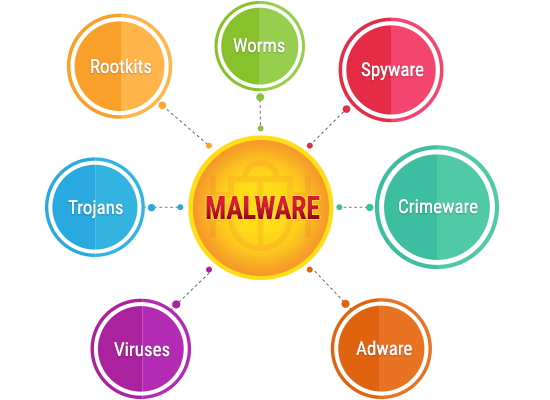 Worms
Rootkits
Spyware
Trojans
MALWARE
Crimeware
Viruses
Adware